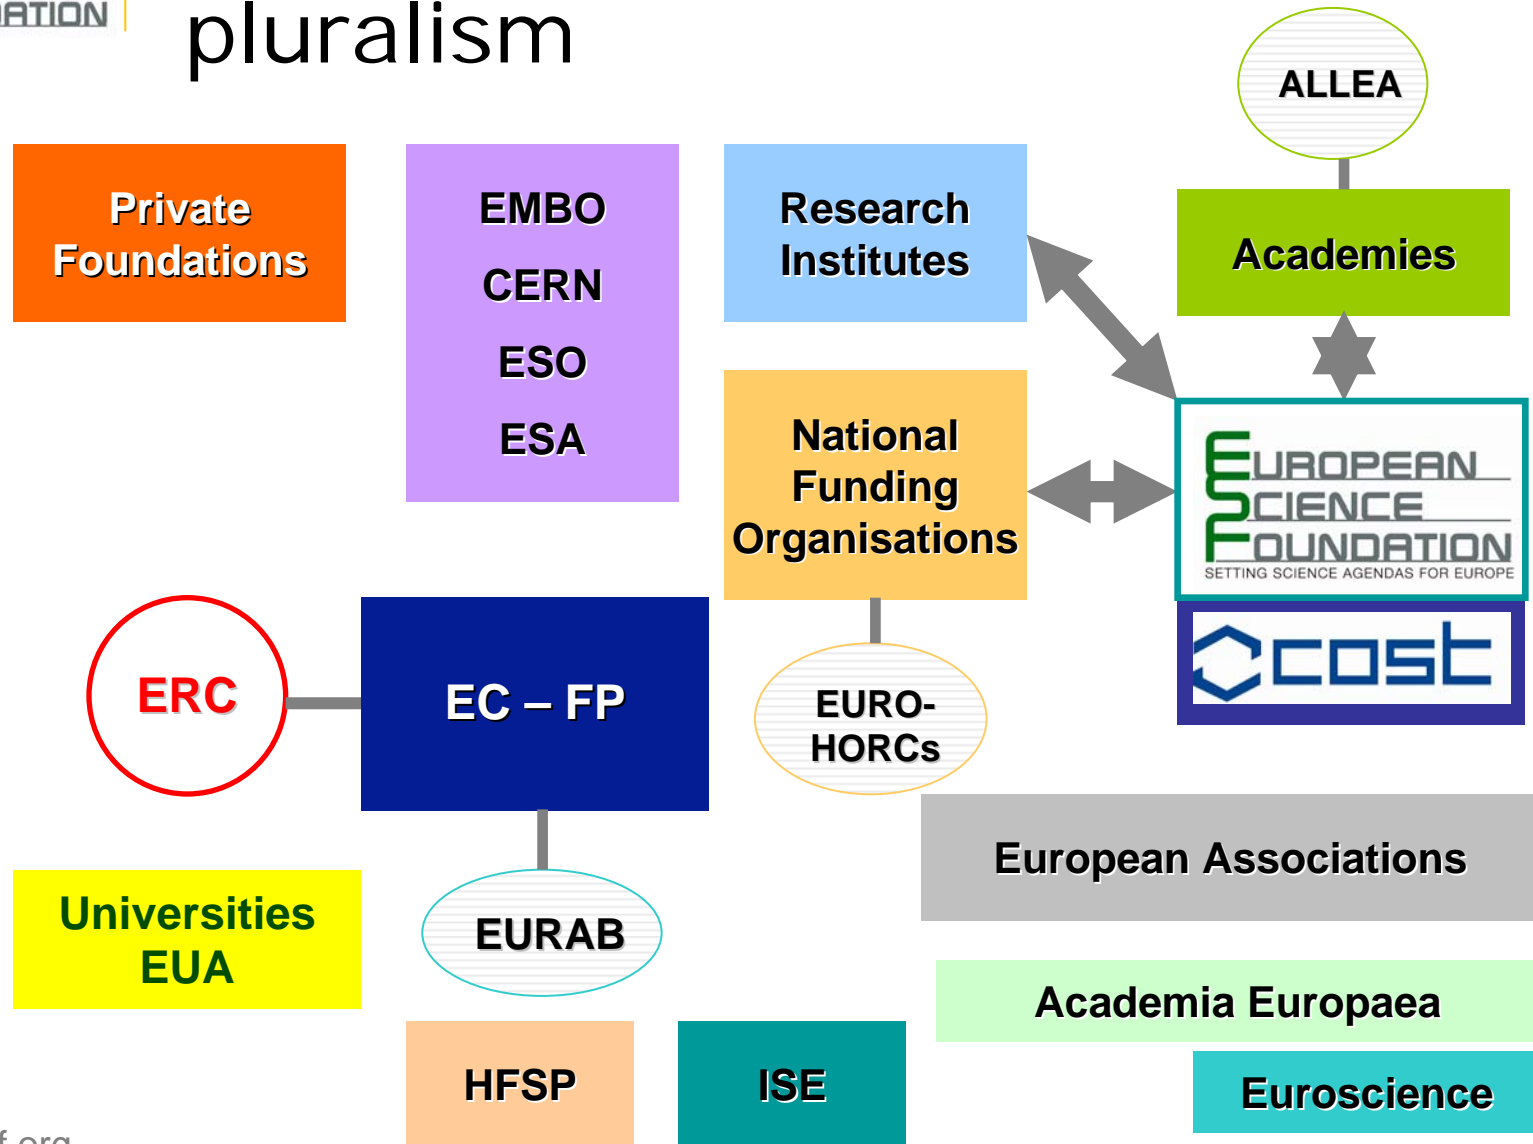 pluralism
ALLEA
Private
Foundations
EMBO
CERN
ESO
ESA
Research
Institutes
Academies
National
Funding
Organisations
EUROPEAN
SCIENCE
FOUNDATION
SETTING SCIENCE AGENDAS FOR EUROPE
cost
ERC
EC – FP
EURO-
HORCs
European Associations
Universities
EUA
EURAB
Academia Europaea
HFSP
ISE
Euroscience